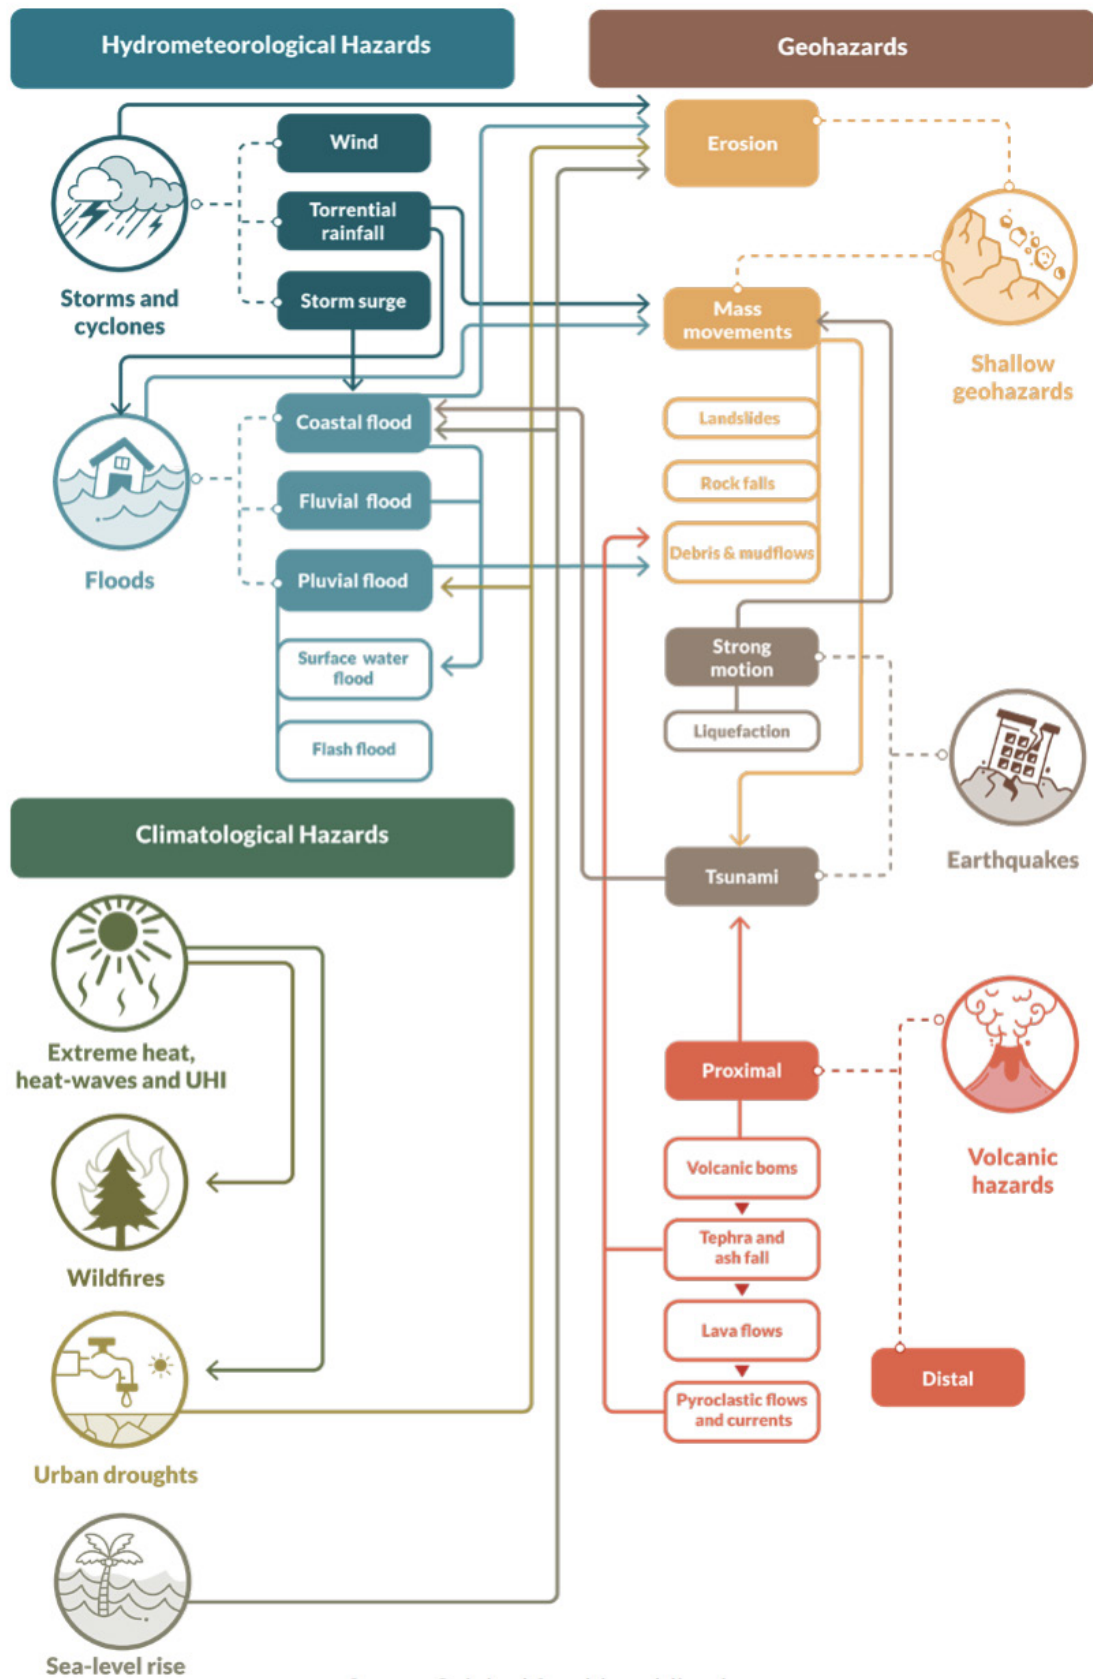 Hydrometeorological Hazards
Geohazards
Wind
Torrential
rainfall
Storm surge
Storms and
cyclones
Erosion
Mass
movements
Shallow
geohazards
Landslides
Rock falls
Debris & mudflows
Coastal flood
Fluvial flood
Pluvial flood
Floods
Surface water
flood
Flash flood
Strong
motion
Liquefaction
Earthquakes
Tsunami
Climatological Hazards
Extreme heat,
heat-waves and UHI
Wildfires
Urban droughts
Sea-level rise
Proximal
Volcanic boms
Tephra and
ash fall
Lava flows
Pyroclastic flows
and currents
Volcanic
hazards
Distal